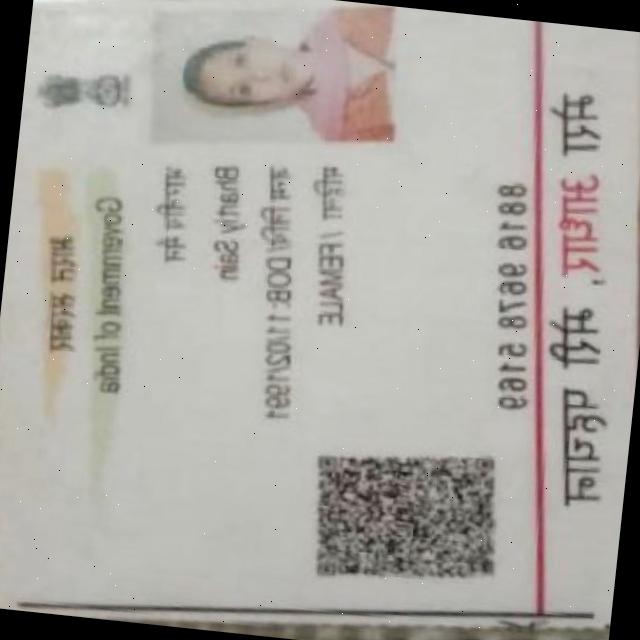 भारत सरकार
Government of India
भारती
Bharty Sain
जन्म तिथि/ DOB: 11/02/1991
महिला / FEMALE
8816 9678 5169
मेरा आधार, मेरी पहचान